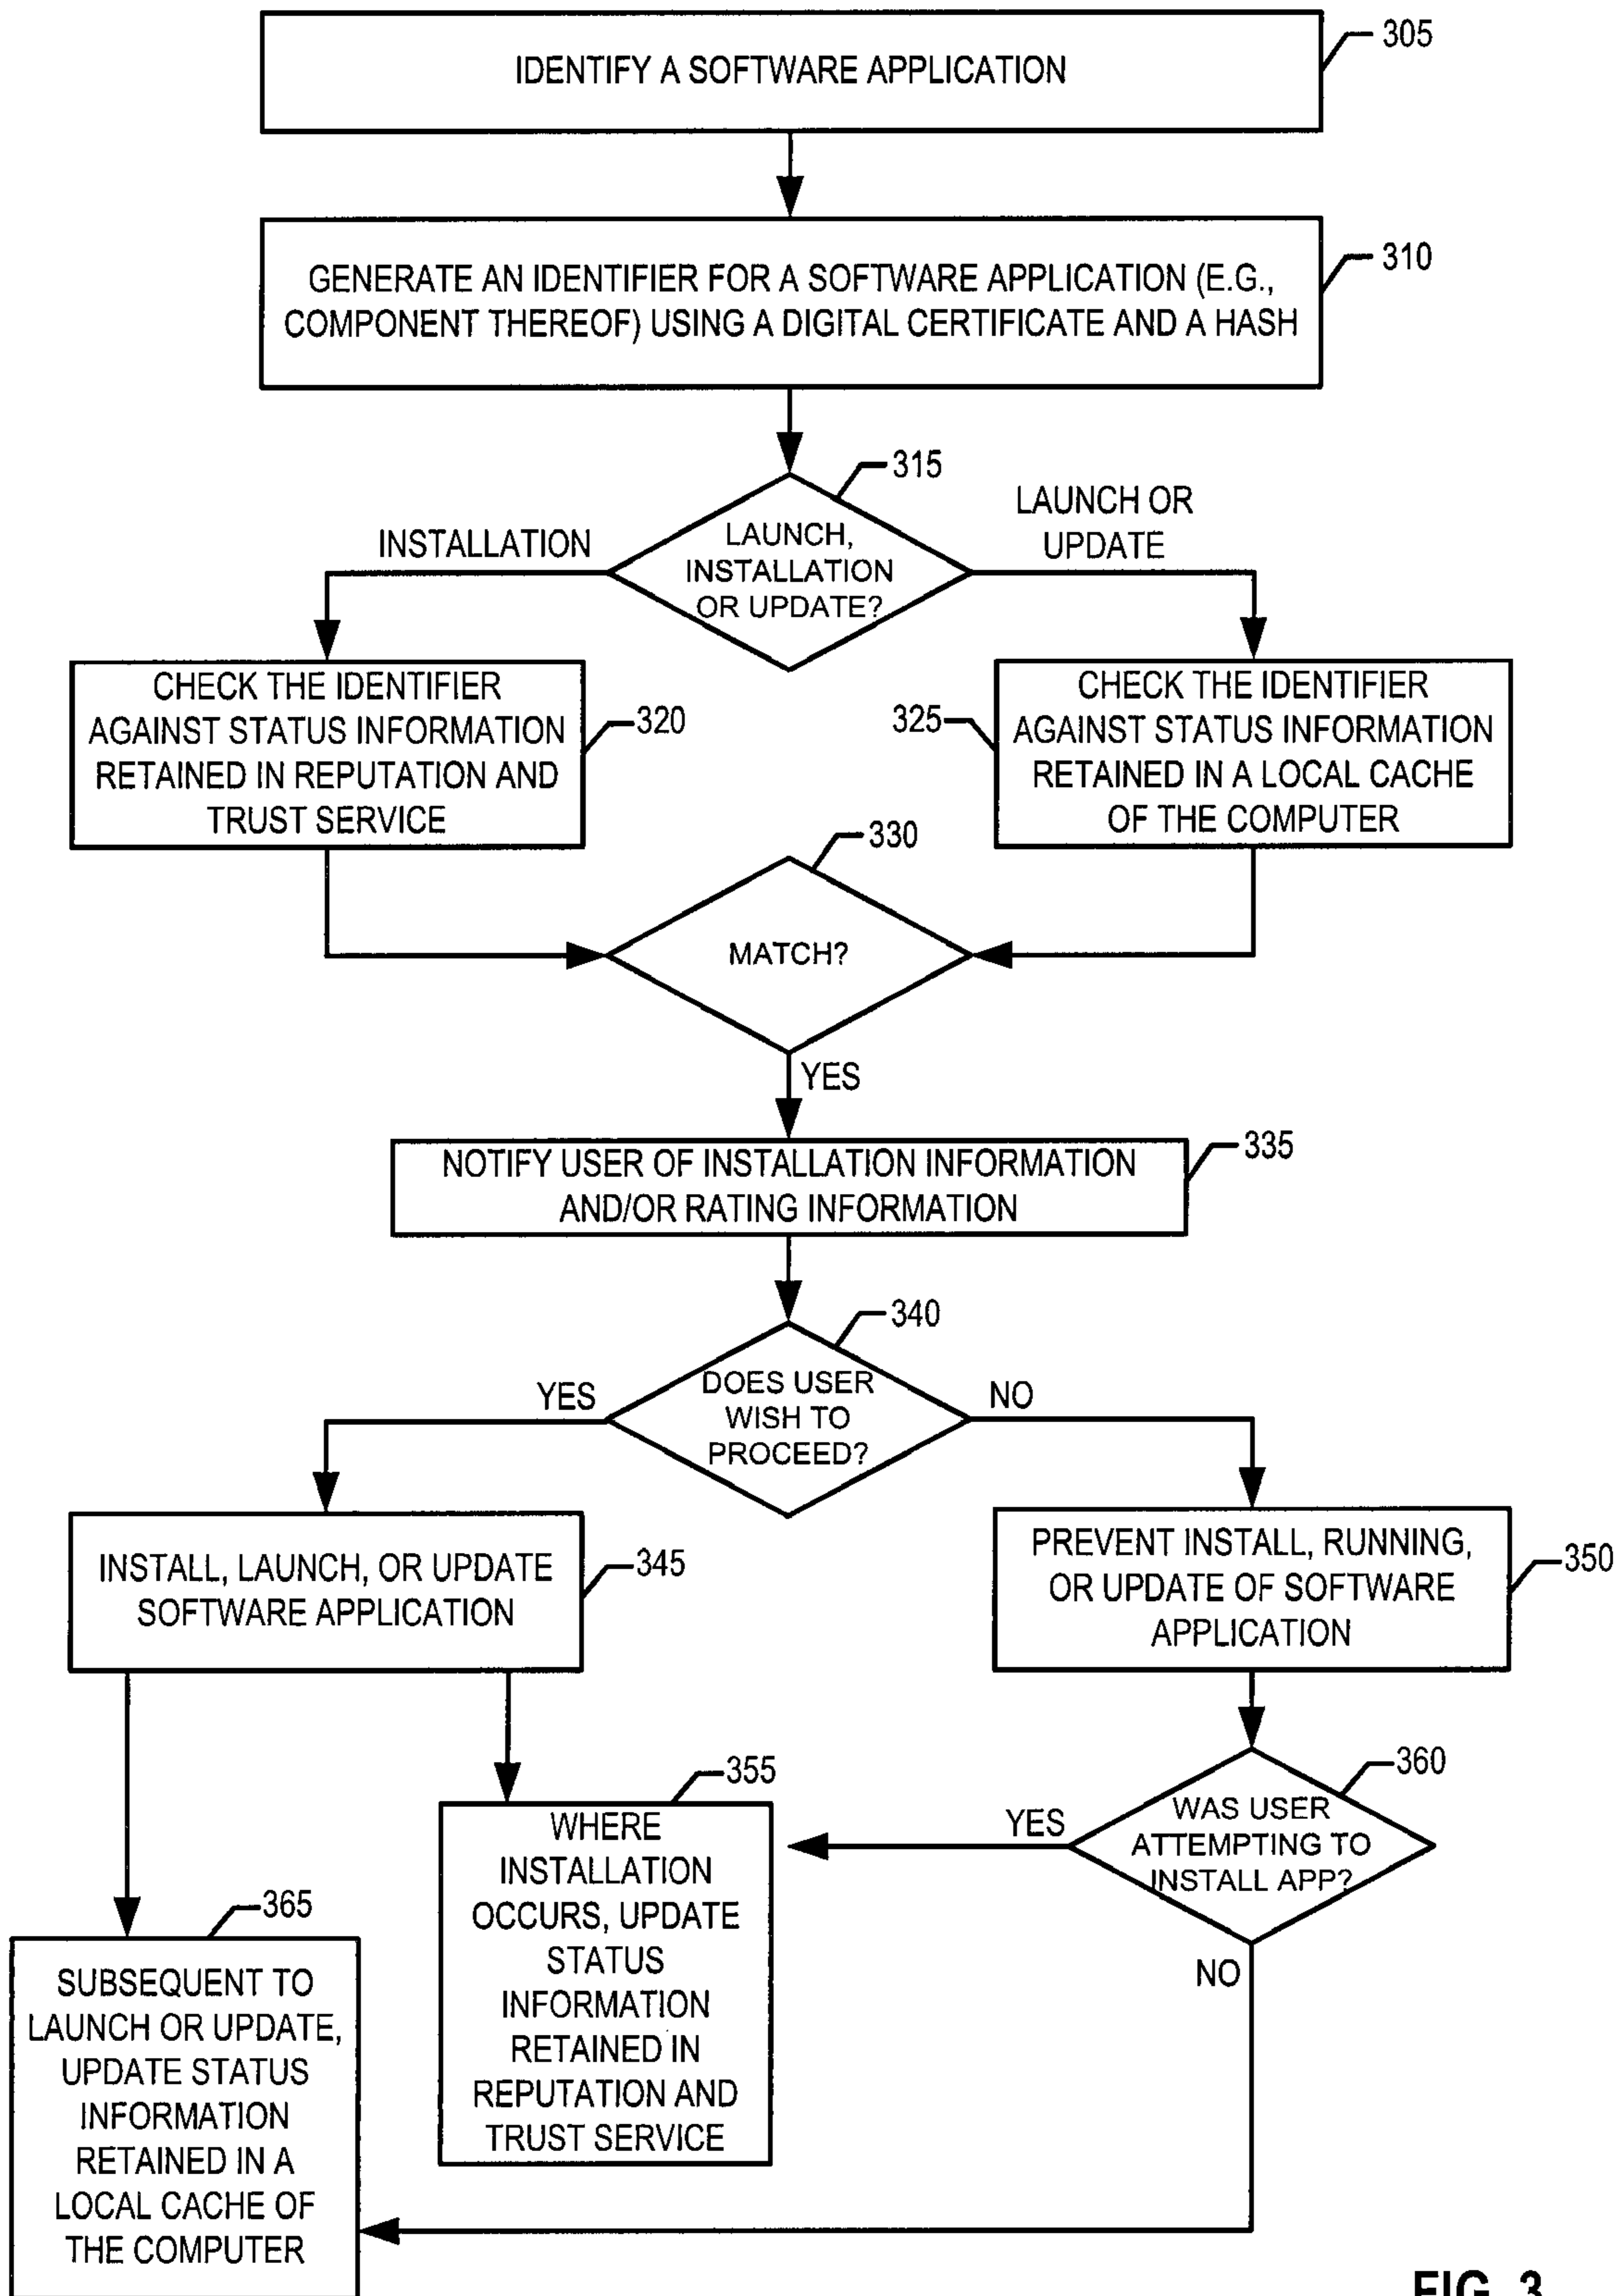 IDENTIFY A SOFTWARE APPLICATION
305
GENERATE AN IDENTIFIER FOR A SOFTWARE APPLICATION (E.G.,
COMPONENT THEREOF) USING A DIGITAL CERTIFICATE AND A HASH
310
315
LAUNCH,
INSTALLATION
OR UPDATE?
INSTALLATION
LAUNCH OR
UPDATE
CHECK THE IDENTIFIER
AGAINST STATUS INFORMATION
RETAINED IN REPUTATION AND
TRUST SERVICE
320
325
CHECK THE IDENTIFIER
AGAINST STATUS INFORMATION
RETAINED IN A LOCAL CACHE
OF THE COMPUTER
330
MATCH?
YES
NOTIFY USER OF INSTALLATION INFORMATION
AND/OR RATING INFORMATION
335
340
DOES USER
WISH TO
PROCEED?
YES
NO
INSTALL, LAUNCH, OR UPDATE
SOFTWARE APPLICATION
345
PREVENT INSTALL, RUNNING,
OR UPDATE OF SOFTWARE
APPLICATION
350
355
WHERE
INSTALLATION
OCCURS, UPDATE
STATUS
INFORMATION
RETAINED IN
REPUTATION AND
TRUST SERVICE
YES
360
WAS USER
ATTEMPTING TO
INSTALL APP?
NO
365
SUBSEQUENT TO
LAUNCH OR UPDATE,
UPDATE STATUS
INFORMATION
RETAINED IN A
LOCAL CACHE OF
THE COMPUTER
FIG. 3